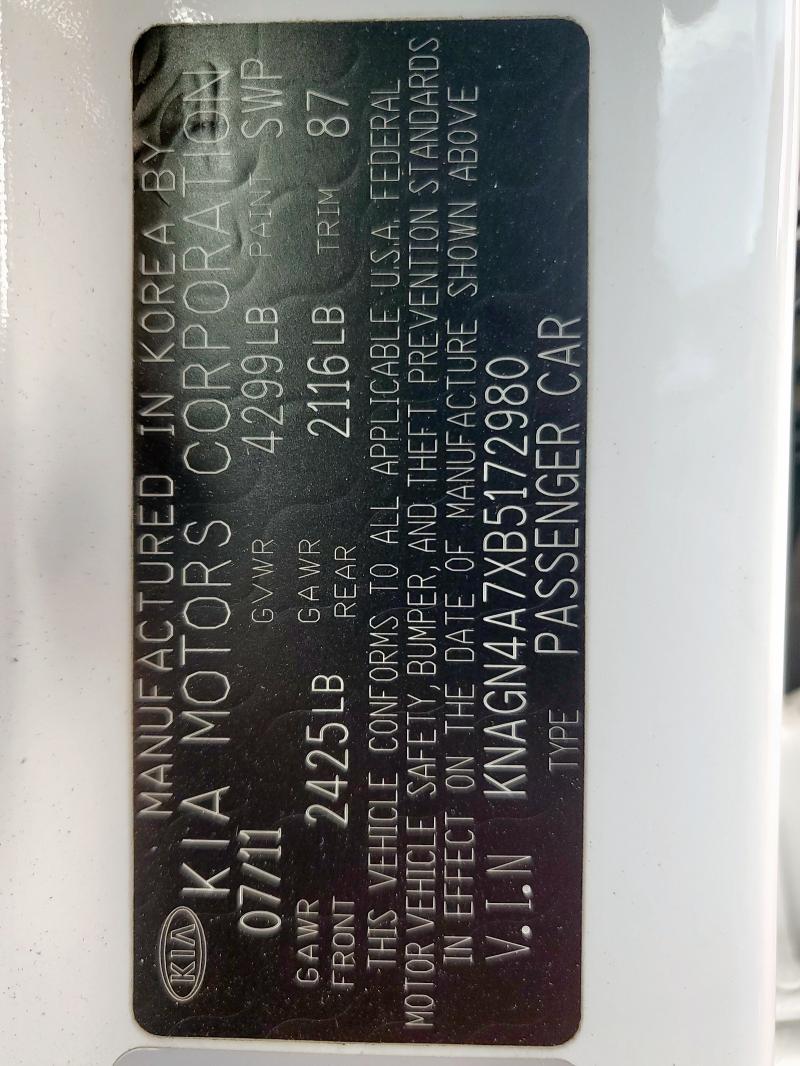 KIA
MANUFACTURED IN KOREA BY
KIA MOTORS CORPORATION
07/11 GVWR 4299LB PAINT SWP
GAWR FRONT 2425LB GAWR REAR 2116LB TRIM 87
THIS VEHICLE CONFORMS TO ALL APPLICABLE U.S.A. FEDERAL
MOTOR VEHICLE SAFETY, BUMPER, AND THEFT PREVENTION STANDARDS
IN EFFECT ON THE DATE OF MANUFACTURE SHOWN ABOVE
V.I.N KNAGN4A7XB5172980
TYPE PASSENGER CAR